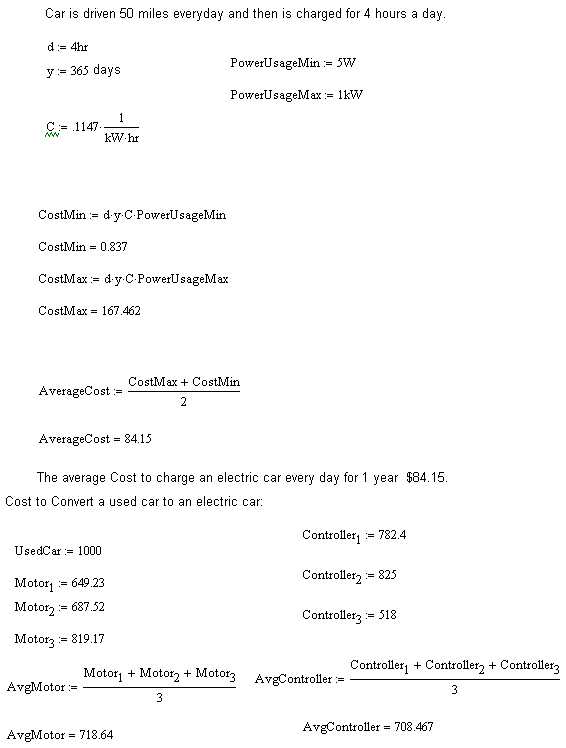 Car is driven 50 miles everyday and then is charged for 4 hours a day.
d := 4hr
y := 365 days
PowerUsageMin := 5W
PowerUsageMax := 1kW
C := .1147· 1/kW·hr
CostMin := d·y·C·PowerUsageMin
CostMin = 0.837
CostMax := d·y·C·PowerUsageMax
CostMax = 167.462
AverageCost := (CostMax + CostMin)/2
AverageCost = 84.15
The average Cost to charge an electric car every day for 1 year $84.15.
Cost to Convert a used car to an electric car:
UsedCar := 1000
Motor₁ := 649.23
Motor₂ := 687.52
Motor₃ := 819.17
AvgMotor := (Motor₁ + Motor₂ + Motor₃)/3
AvgMotor = 718.64
Controller₁ := 782.4
Controller₂ := 825
Controller₃ := 518
AvgController := (Controller₁ + Controller₂ + Controller₃)/3
AvgController = 708.467